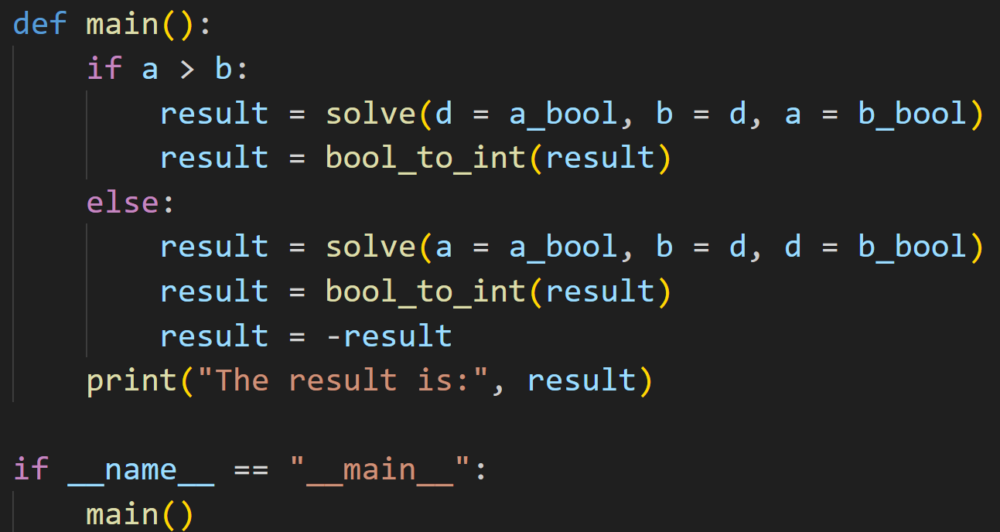 def main():
    if a > b:
        result = solve(d = a_bool, b = d, a = b_bool)
        result = bool_to_int(result)
    else:
        result = solve(a = a_bool, b = d, d = b_bool)
        result = bool_to_int(result)
        result = -result
    print("The result is:", result)

if __name__ == "__main__":
    main()